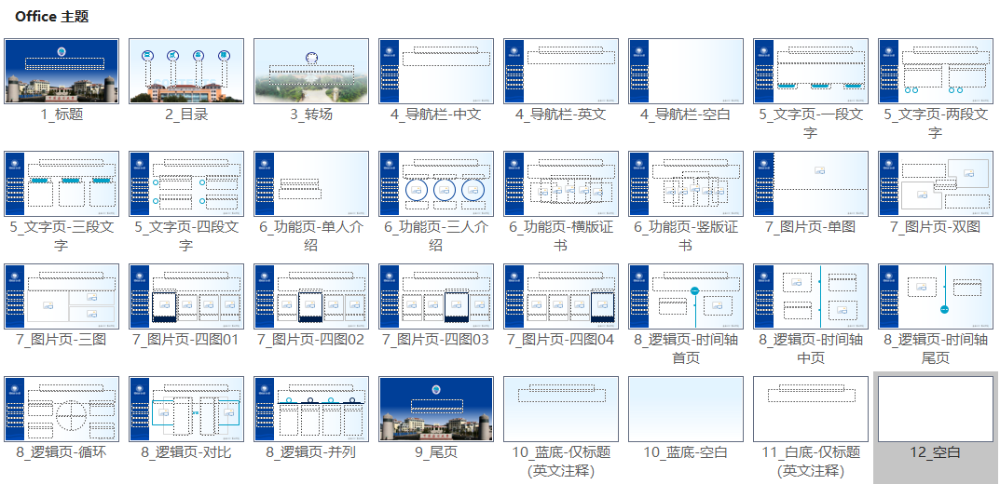 Office 主题
1_标题
2_目录
3_转场
4_导航栏-中文
4_导航栏-英文
4_导航栏-空白
5_文字页-一段文
字
5_文字页-两段文
字
5_文字页-三段文
字
5_文字页-四段文
字
6_功能页-单人介
绍
6_功能页-三人介
绍
6_功能页-横版证
书
6_功能页-竖版证
书
7_图片页-单图
7_图片页-双图
7_图片页-三图
7_图片页-四图01
7_图片页-四图02
7_图片页-四图03
7_图片页-四图04
8_逻辑页-时间轴
首页
8_逻辑页-时间轴
中页
8_逻辑页-时间轴
尾页
8_逻辑页-循环
8_逻辑页-对比
8_逻辑页-并列
9_尾页
10_蓝底-仅标题
(英文注释)
10_蓝底-空白
11_白底-仅标题
(英文注释)
12_空白